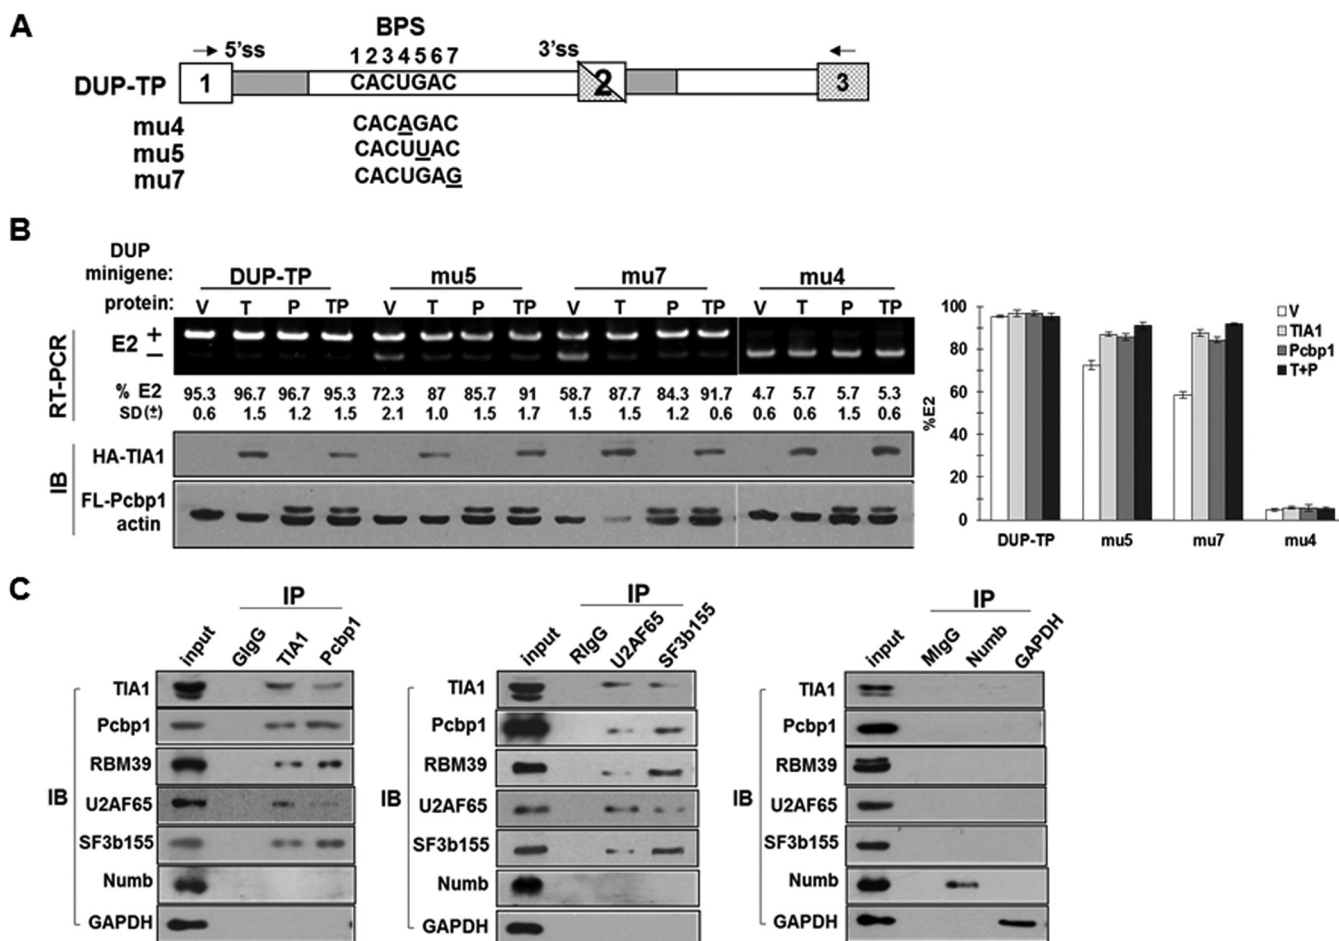 A
BPS
5'ss 1 2 3 4 5 6 7 3'ss
DUP-TP 1 CACUGAC 2 3
mu4 CACAGAC
mu5 CACUUAC
mu7 CACUGAG
B
DUP
minigene: DUP-TP mu5 mu7 mu4
protein: V T P TP V T P TP V T P TP V T P TP
RT-PCR
E2 +
−
% E2 95.3 96.7 96.7 95.3 72.3 87 85.7 91 58.7 87.7 84.3 91.7 4.7 5.7 5.7 5.3
SD (±) 0.6 1.5 1.2 1.5 2.1 1.0 1.5 1.7 1.5 1.5 1.2 0.6 0.6 0.6 1.5 0.6
IB
HA-TIA1
FL-Pcbp1
actin
%E2
100
80
60
40
20
0
DUP-TP mu5 mu7 mu4
V
TIA1
Pcbp1
T+P
C
IP
input GIgG TIA1 Pcbp1
IB
TIA1
Pcbp1
RBM39
U2AF65
SF3b155
Numb
GAPDH
IP
input RIgG U2AF65 SF3b155
IB
TIA1
Pcbp1
RBM39
U2AF65
SF3b155
Numb
GAPDH
IP
input MIgG Numb GAPDH
IB
TIA1
Pcbp1
RBM39
U2AF65
SF3b155
Numb
GAPDH